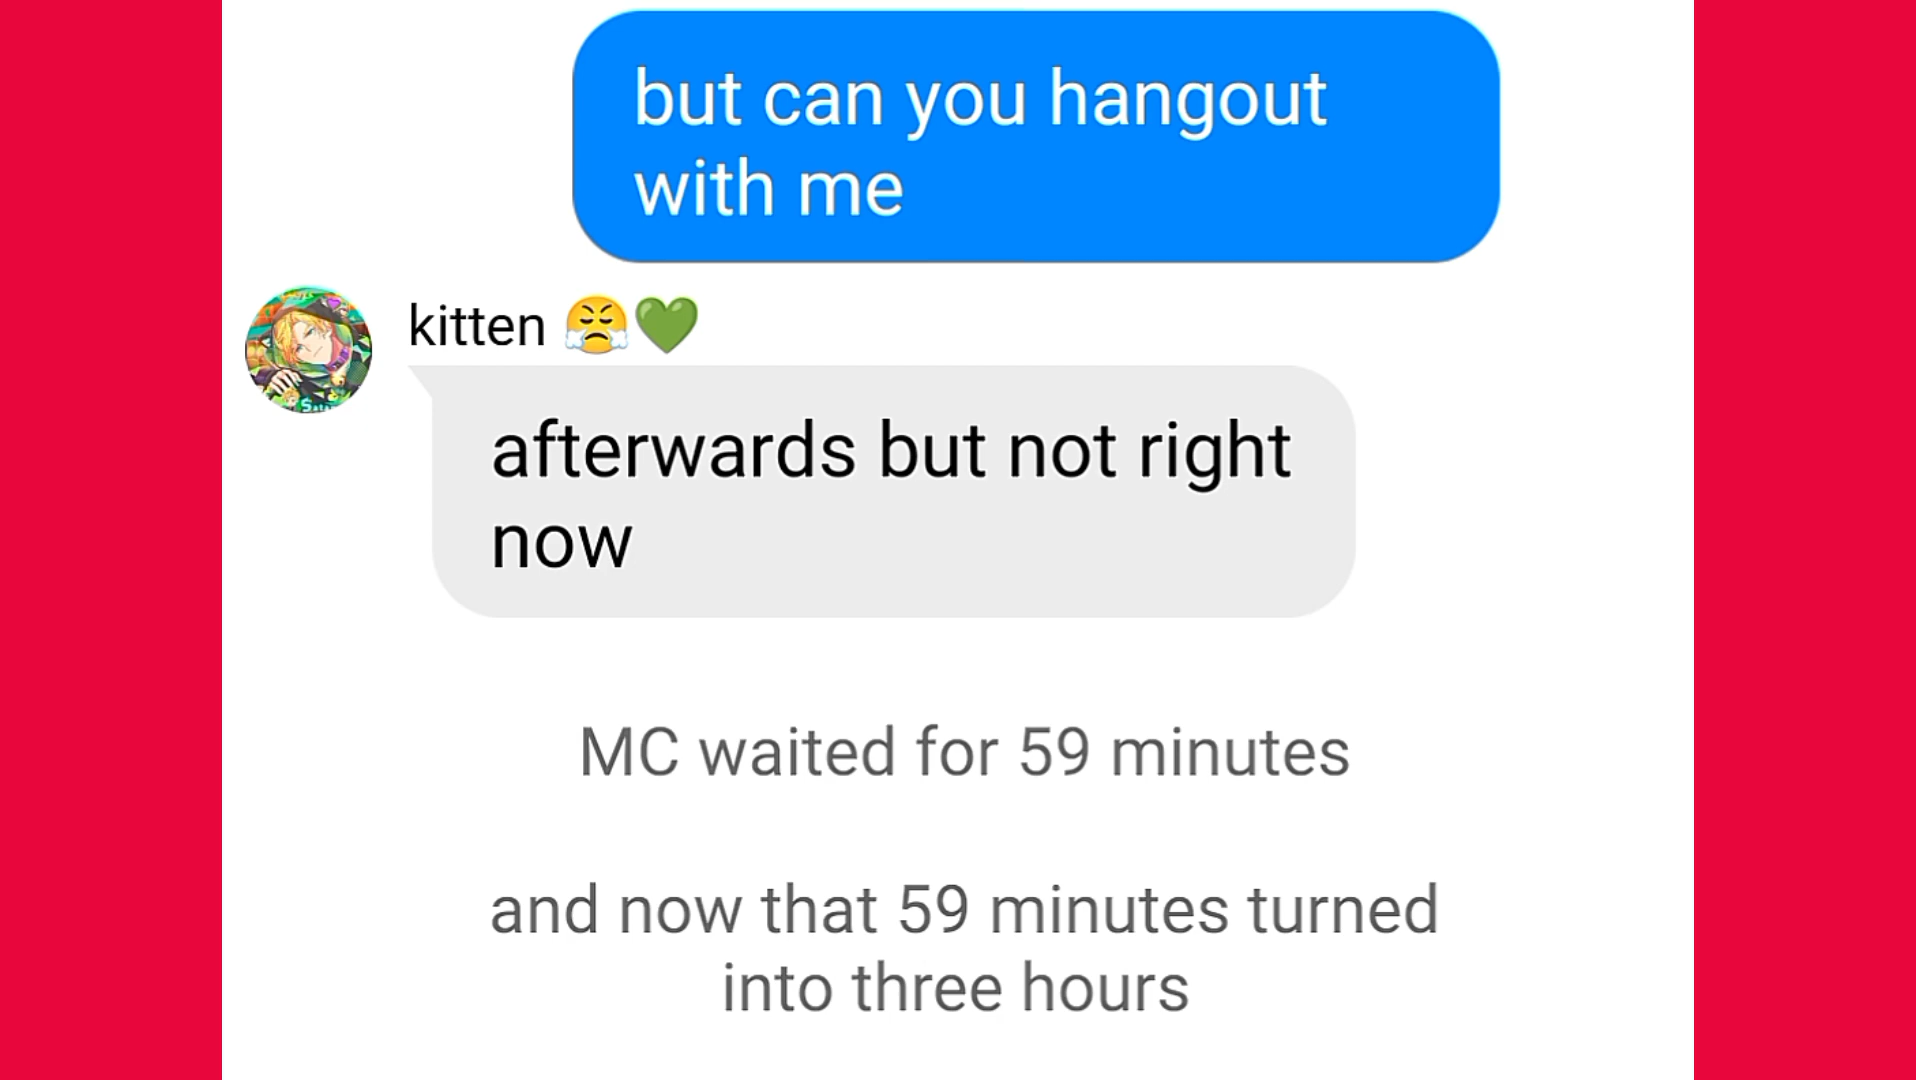 but can you hangout
with me
kitten 😤💚
afterwards but not right
now
MC waited for 59 minutes
and now that 59 minutes turned
into three hours